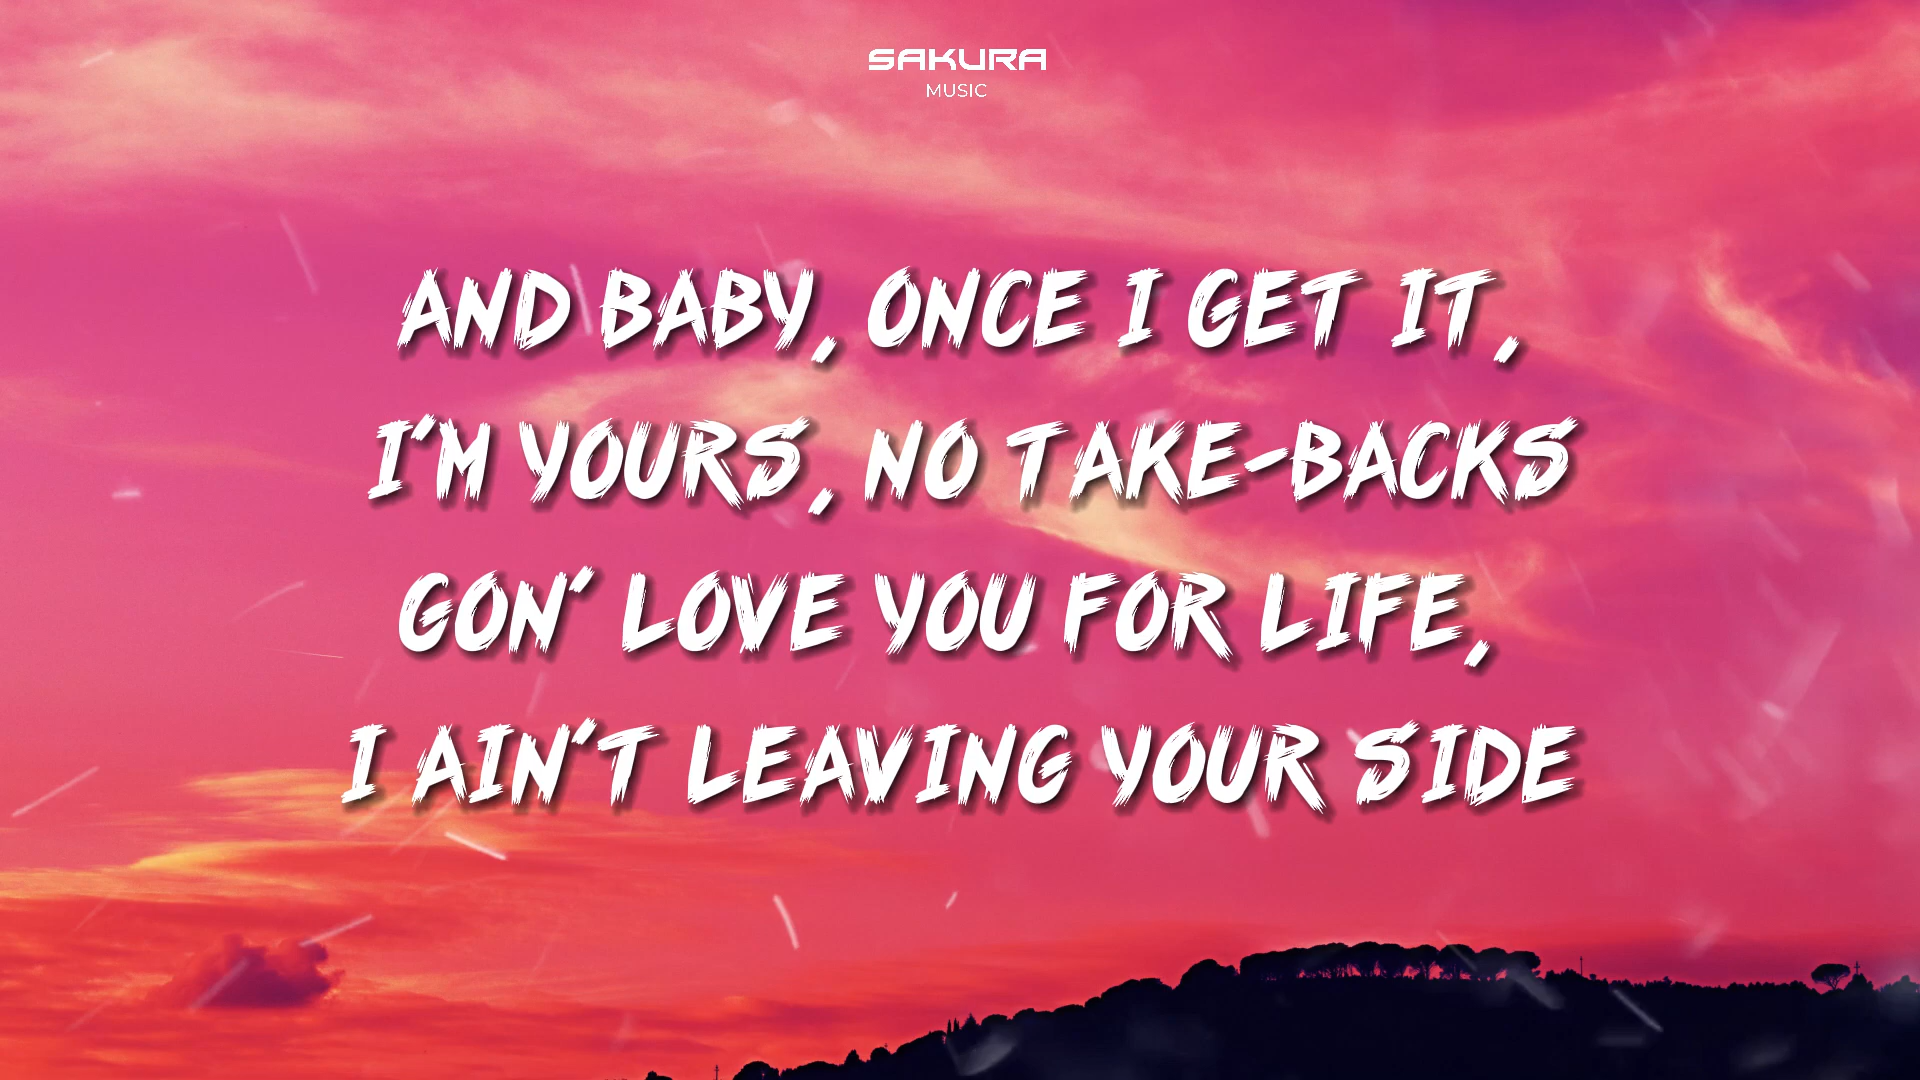 SAKURA
MUSIC
AND BABY, ONCE I GET IT,
I'M YOURS, NO TAKE-BACKS
GON' LOVE YOU FOR LIFE,
I AIN'T LEAVING YOUR SIDE